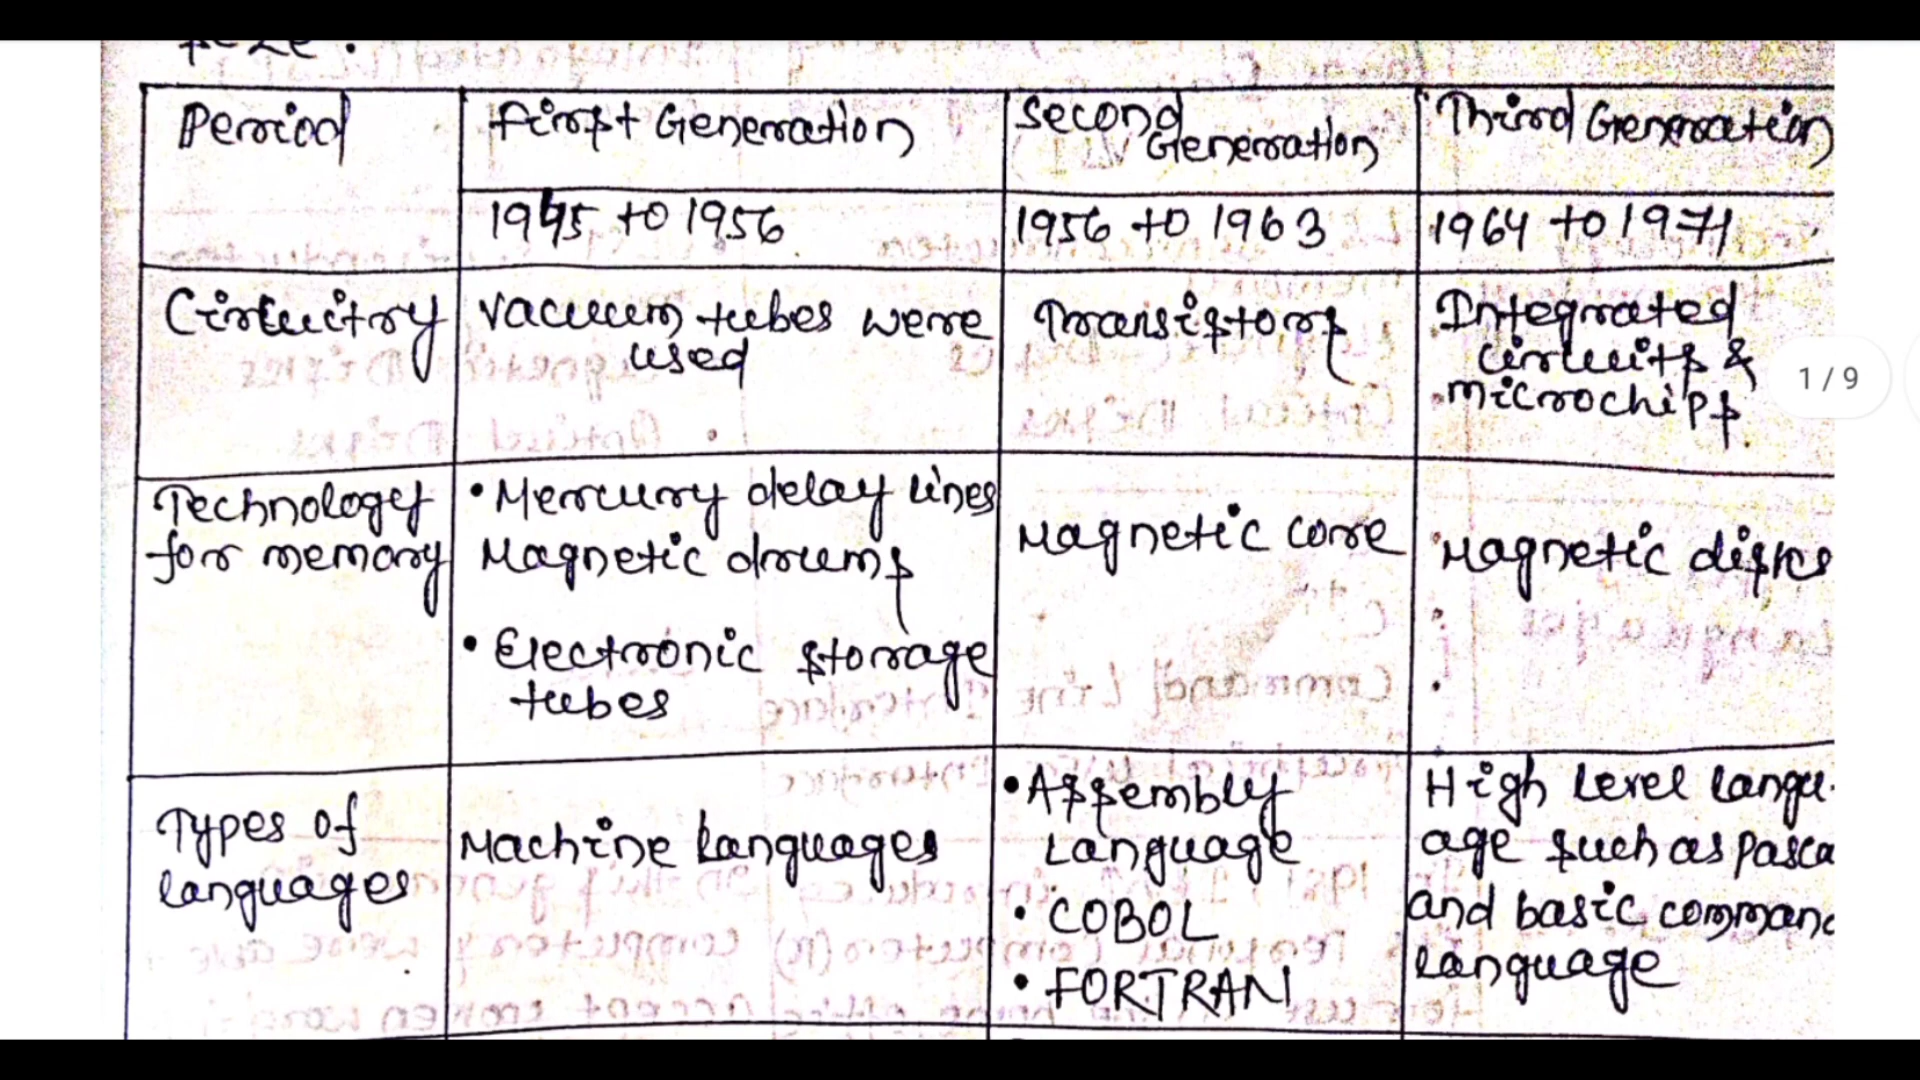 Period
First Generation
Second
Generation
Third Generation
1945 to 1956
1956 to 1963
1964 to 1971
Circuitry
Vacuum tubes were
used
Transistors
Integrated
circuits &
microchips
Technology
for memory
• Mercury delay lines
Magnetic drums
• Electronic storage
tubes
Magnetic core
Magnetic disks
Types of
languages
Machine languages
• Assembly
Language
• COBOL
• FORTRAN
High level langu-
age such as pasca
and basic comman
language
1 / 9